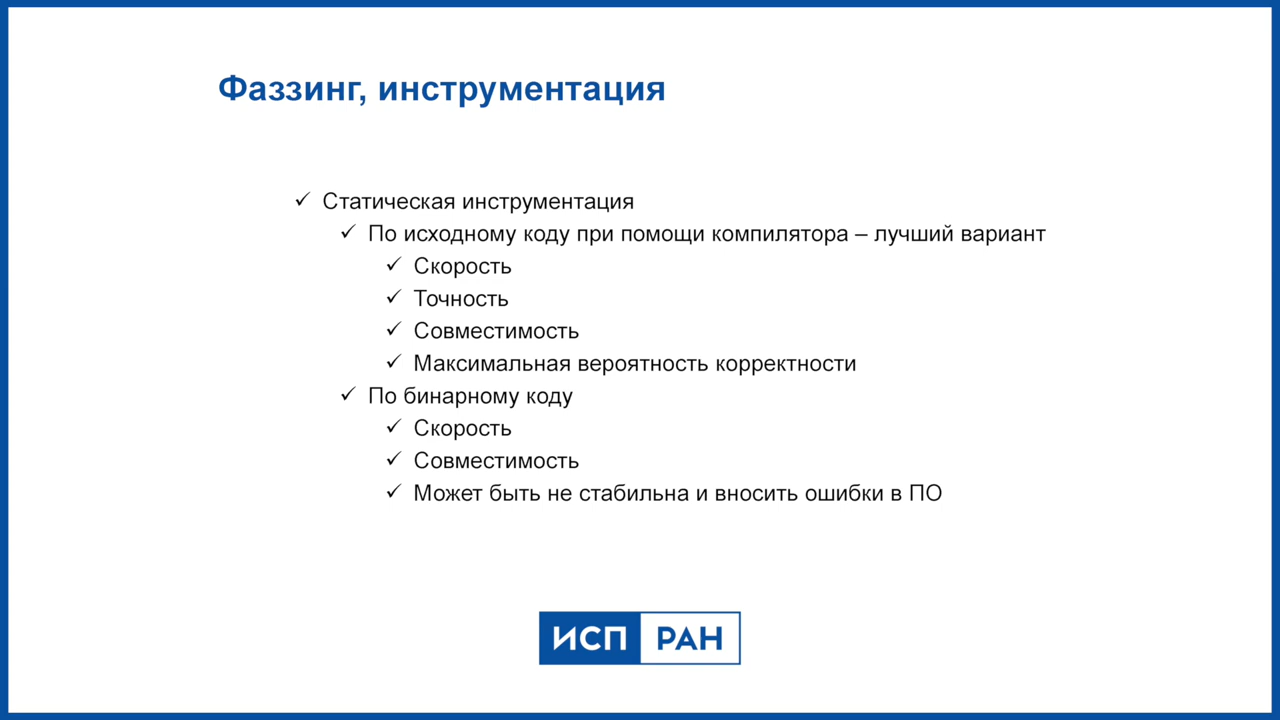 Фаззинг, инструментация
Статическая инструментация
По исходному коду при помощи компилятора – лучший вариант
Скорость
Точность
Совместимость
Максимальная вероятность корректности
По бинарному коду
Скорость
Совместимость
Может быть не стабильна и вносить ошибки в ПО
ИСП РАН